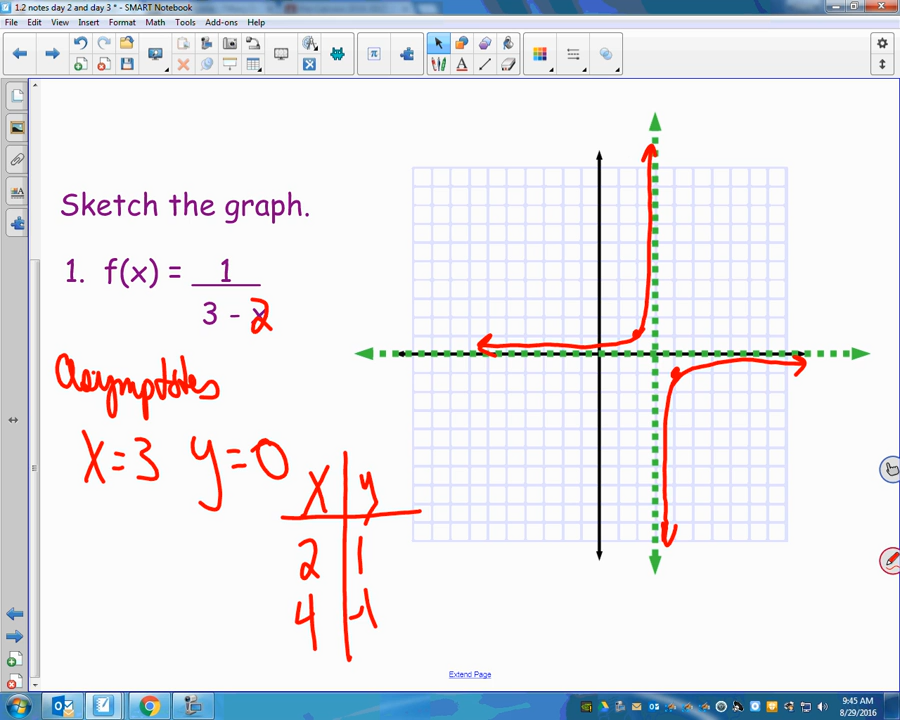 1.2 notes day 2 and day 3 * - SMART Notebook
File Edit View Insert Format Math Tools Add-ons Help
Sketch the graph.
1. f(x) = 1
3 - x
2
Asymptotes
x=3 y=0
x y
2 1
4 -1
Extend Page
9:45 AM
8/29/2016